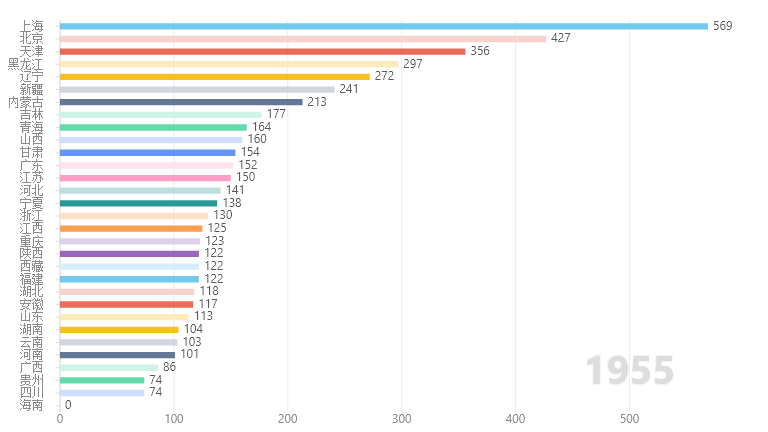 上海 569
北京 427
天津 356
黑龙江 297
辽宁 272
新疆 241
内蒙古 213
吉林 177
青海 164
山西 160
甘肃 154
广东 152
江苏 150
河北 141
宁夏 138
浙江 130
江西 125
重庆 123
陕西 122
西藏 122
福建 122
湖北 118
安徽 117
山东 113
湖南 104
云南 103
河南 101
广西 86
贵州 74
四川 74
海南 0
1955
0 100 200 300 400 500